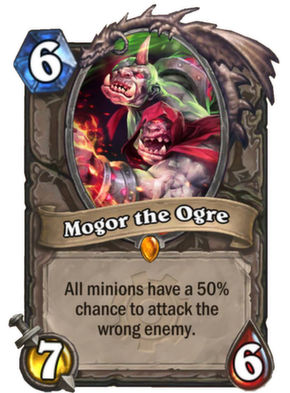 6
Mogor the Ogre
All minions have a 50%
chance to attack the
wrong enemy.
7
6